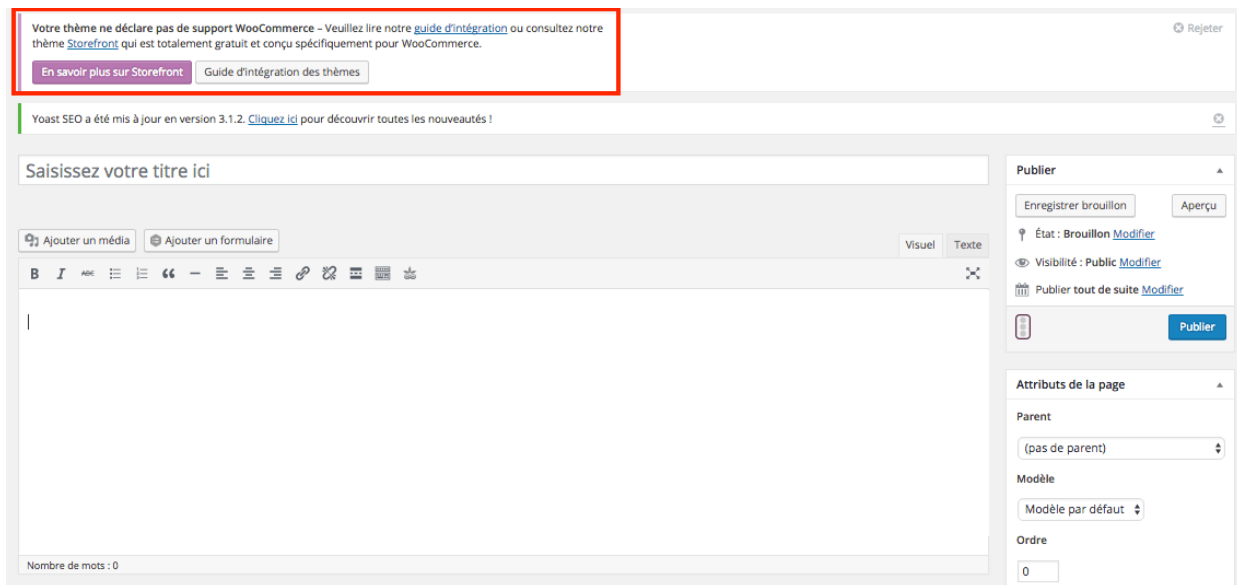 Votre thème ne déclare pas de support WooCommerce – Veuillez lire notre guide d'intégration ou consultez notre
thème Storefront qui est totalement gratuit et conçu spécifiquement pour WooCommerce.
Rejeter
En savoir plus sur Storefront
Guide d'intégration des thèmes
Yoast SEO a été mis à jour en version 3.1.2. Cliquez ici pour découvrir toutes les nouveautés !
Saisissez votre titre ici
Ajouter un média
Ajouter un formulaire
Visuel
Texte
B I ABC
Nombre de mots : 0
Publier
Enregistrer brouillon
Aperçu
État : Brouillon Modifier
Visibilité : Public Modifier
Publier tout de suite Modifier
Publier
Attributs de la page
Parent
(pas de parent)
Modèle
Modèle par défaut
Ordre
0